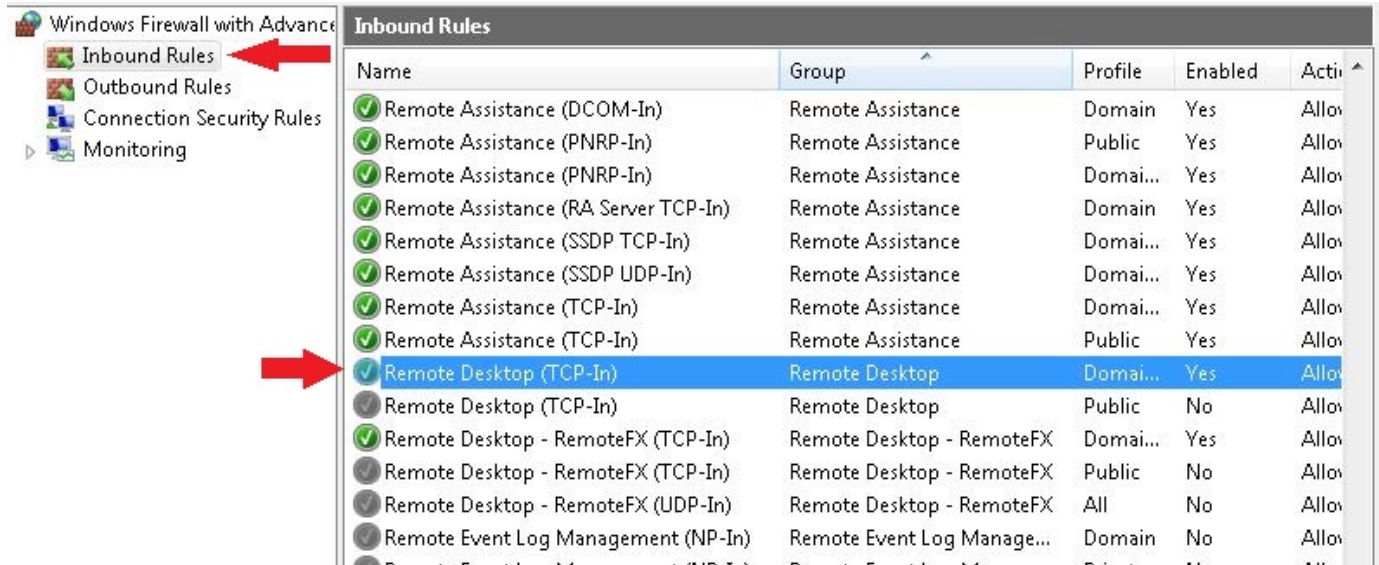 Windows Firewall with Advance
Inbound Rules
Outbound Rules
Connection Security Rules
Monitoring
Inbound Rules
Name Group Profile Enabled Acti
Remote Assistance (DCOM-In) Remote Assistance Domain Yes Allo
Remote Assistance (PNRP-In) Remote Assistance Public Yes Allo
Remote Assistance (PNRP-In) Remote Assistance Domai... Yes Allo
Remote Assistance (RA Server TCP-In) Remote Assistance Domain Yes Allo
Remote Assistance (SSDP TCP-In) Remote Assistance Domai... Yes Allo
Remote Assistance (SSDP UDP-In) Remote Assistance Domai... Yes Allo
Remote Assistance (TCP-In) Remote Assistance Domai... Yes Allo
Remote Assistance (TCP-In) Remote Assistance Public Yes Allo
Remote Desktop (TCP-In) Remote Desktop Domai... Yes Allo
Remote Desktop (TCP-In) Remote Desktop Public No Allo
Remote Desktop - RemoteFX (TCP-In) Remote Desktop - RemoteFX Domai... Yes Allo
Remote Desktop - RemoteFX (TCP-In) Remote Desktop - RemoteFX Public No Allo
Remote Desktop - RemoteFX (UDP-In) Remote Desktop - RemoteFX All No Allo
Remote Event Log Management (NP-In) Remote Event Log Manage... Domain No Allo